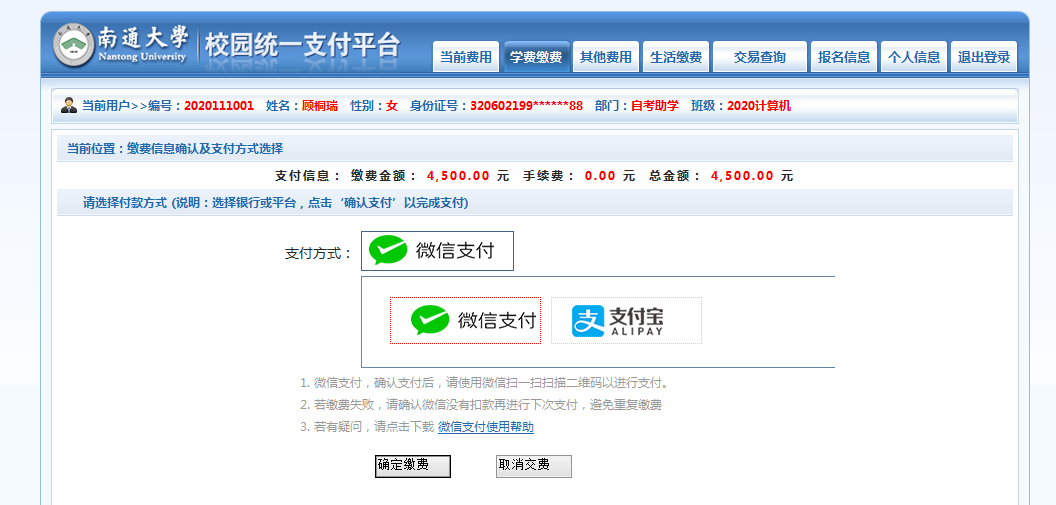 南通大学
Nantong University
校园统一支付平台
当前费用 学费缴费 其他费用 生活缴费 交易查询 报名信息 个人信息 退出登录
当前用户>>编号：2020111001 姓名：顾桐瑞 性别：女 身份证号：320602199******88 部门：自考助学 班级：2020计算机
当前位置：缴费信息确认及支付方式选择
支付信息： 缴费金额： 4,500.00 元 手续费： 0.00 元 总金额： 4,500.00 元
请选择付款方式 (说明：选择银行或平台，点击‘确认支付’以完成支付)
支付方式： 微信支付
微信支付 支付宝
ALIPAY
1. 微信支付，确认支付后，请使用微信扫一扫扫描二维码以进行支付。
2. 若缴费失败，请确认微信没有扣款再进行下次支付，避免重复缴费
3. 若有疑问，请点击下载 微信支付使用帮助
确定缴费 取消交费